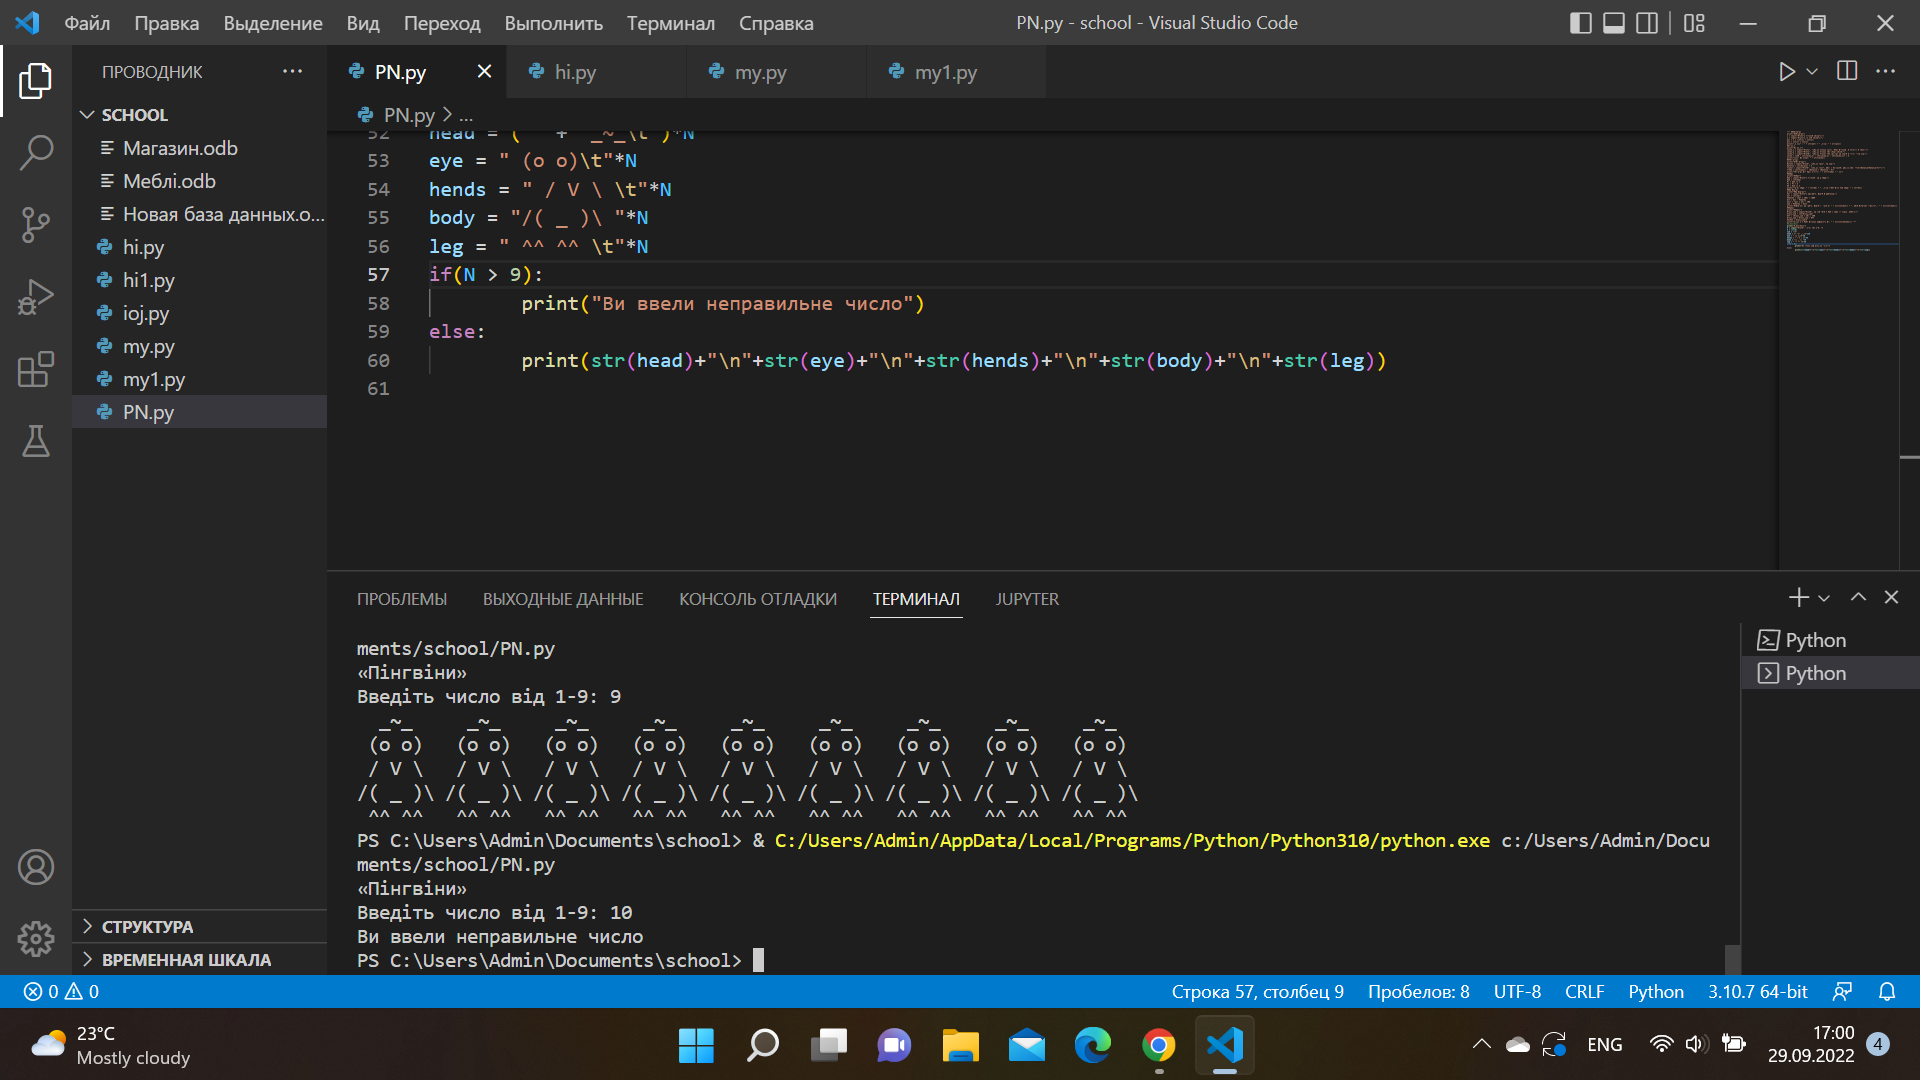 Файл Правка Выделение Вид Переход Выполнить Терминал Справка PN.py - school - Visual Studio Code
ПРОВОДНИК
SCHOOL
Магазин.odb
Меблі.odb
Новая база данных.o...
hi.py
hi1.py
ioj.py
my.py
my1.py
PN.py
СТРУКТУРА
ВРЕМЕННАЯ ШКАЛА
PN.py hi.py my.py my1.py
PN.py > ...
52 head = ( + _~_\t )*N
53 eye = " (o o)\t"*N
54 hends = " / V \ \t"*N
55 body = "/( _ )\ "*N
56 leg = " ^^ ^^ \t"*N
57 if(N > 9):
58 print("Ви ввели неправильне число")
59 else:
60 print(str(head)+"\n"+str(eye)+"\n"+str(hends)+"\n"+str(body)+"\n"+str(leg))
61
ПРОБЛЕМЫ ВЫХОДНЫЕ ДАННЫЕ КОНСОЛЬ ОТЛАДКИ ТЕРМИНАЛ JUPYTER
Python
Python
ments/school/PN.py
«Пінгвіни»
Введіть число від 1-9: 9
  _~_     _~_     _~_     _~_     _~_     _~_     _~_     _~_     _~_
 (o o)   (o o)   (o o)   (o o)   (o o)   (o o)   (o o)   (o o)   (o o)
 / V \   / V \   / V \   / V \   / V \   / V \   / V \   / V \   / V \
/( _ )\ /( _ )\ /( _ )\ /( _ )\ /( _ )\ /( _ )\ /( _ )\ /( _ )\ /( _ )\
 ^^ ^^   ^^ ^^   ^^ ^^   ^^ ^^   ^^ ^^   ^^ ^^   ^^ ^^   ^^ ^^   ^^ ^^
PS C:\Users\Admin\Documents\school> & C:/Users/Admin/AppData/Local/Programs/Python/Python310/python.exe c:/Users/Admin/Docu
ments/school/PN.py
«Пінгвіни»
Введіть число від 1-9: 10
Ви ввели неправильне число
PS C:\Users\Admin\Documents\school>
0 0 Строка 57, столбец 9 Пробелов: 8 UTF-8 CRLF Python 3.10.7 64-bit
23°C
Mostly cloudy
ENG
17:00
29.09.2022
4